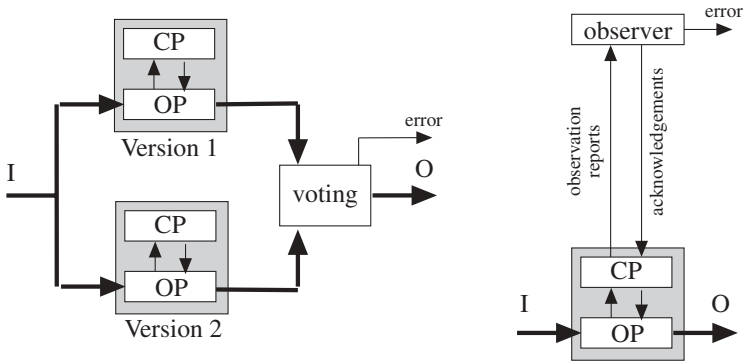 CP
OP
Version 1
I
CP
OP
Version 2
error
voting
O
observer
error
observation
reports
acknowledgements
CP
I
OP
O